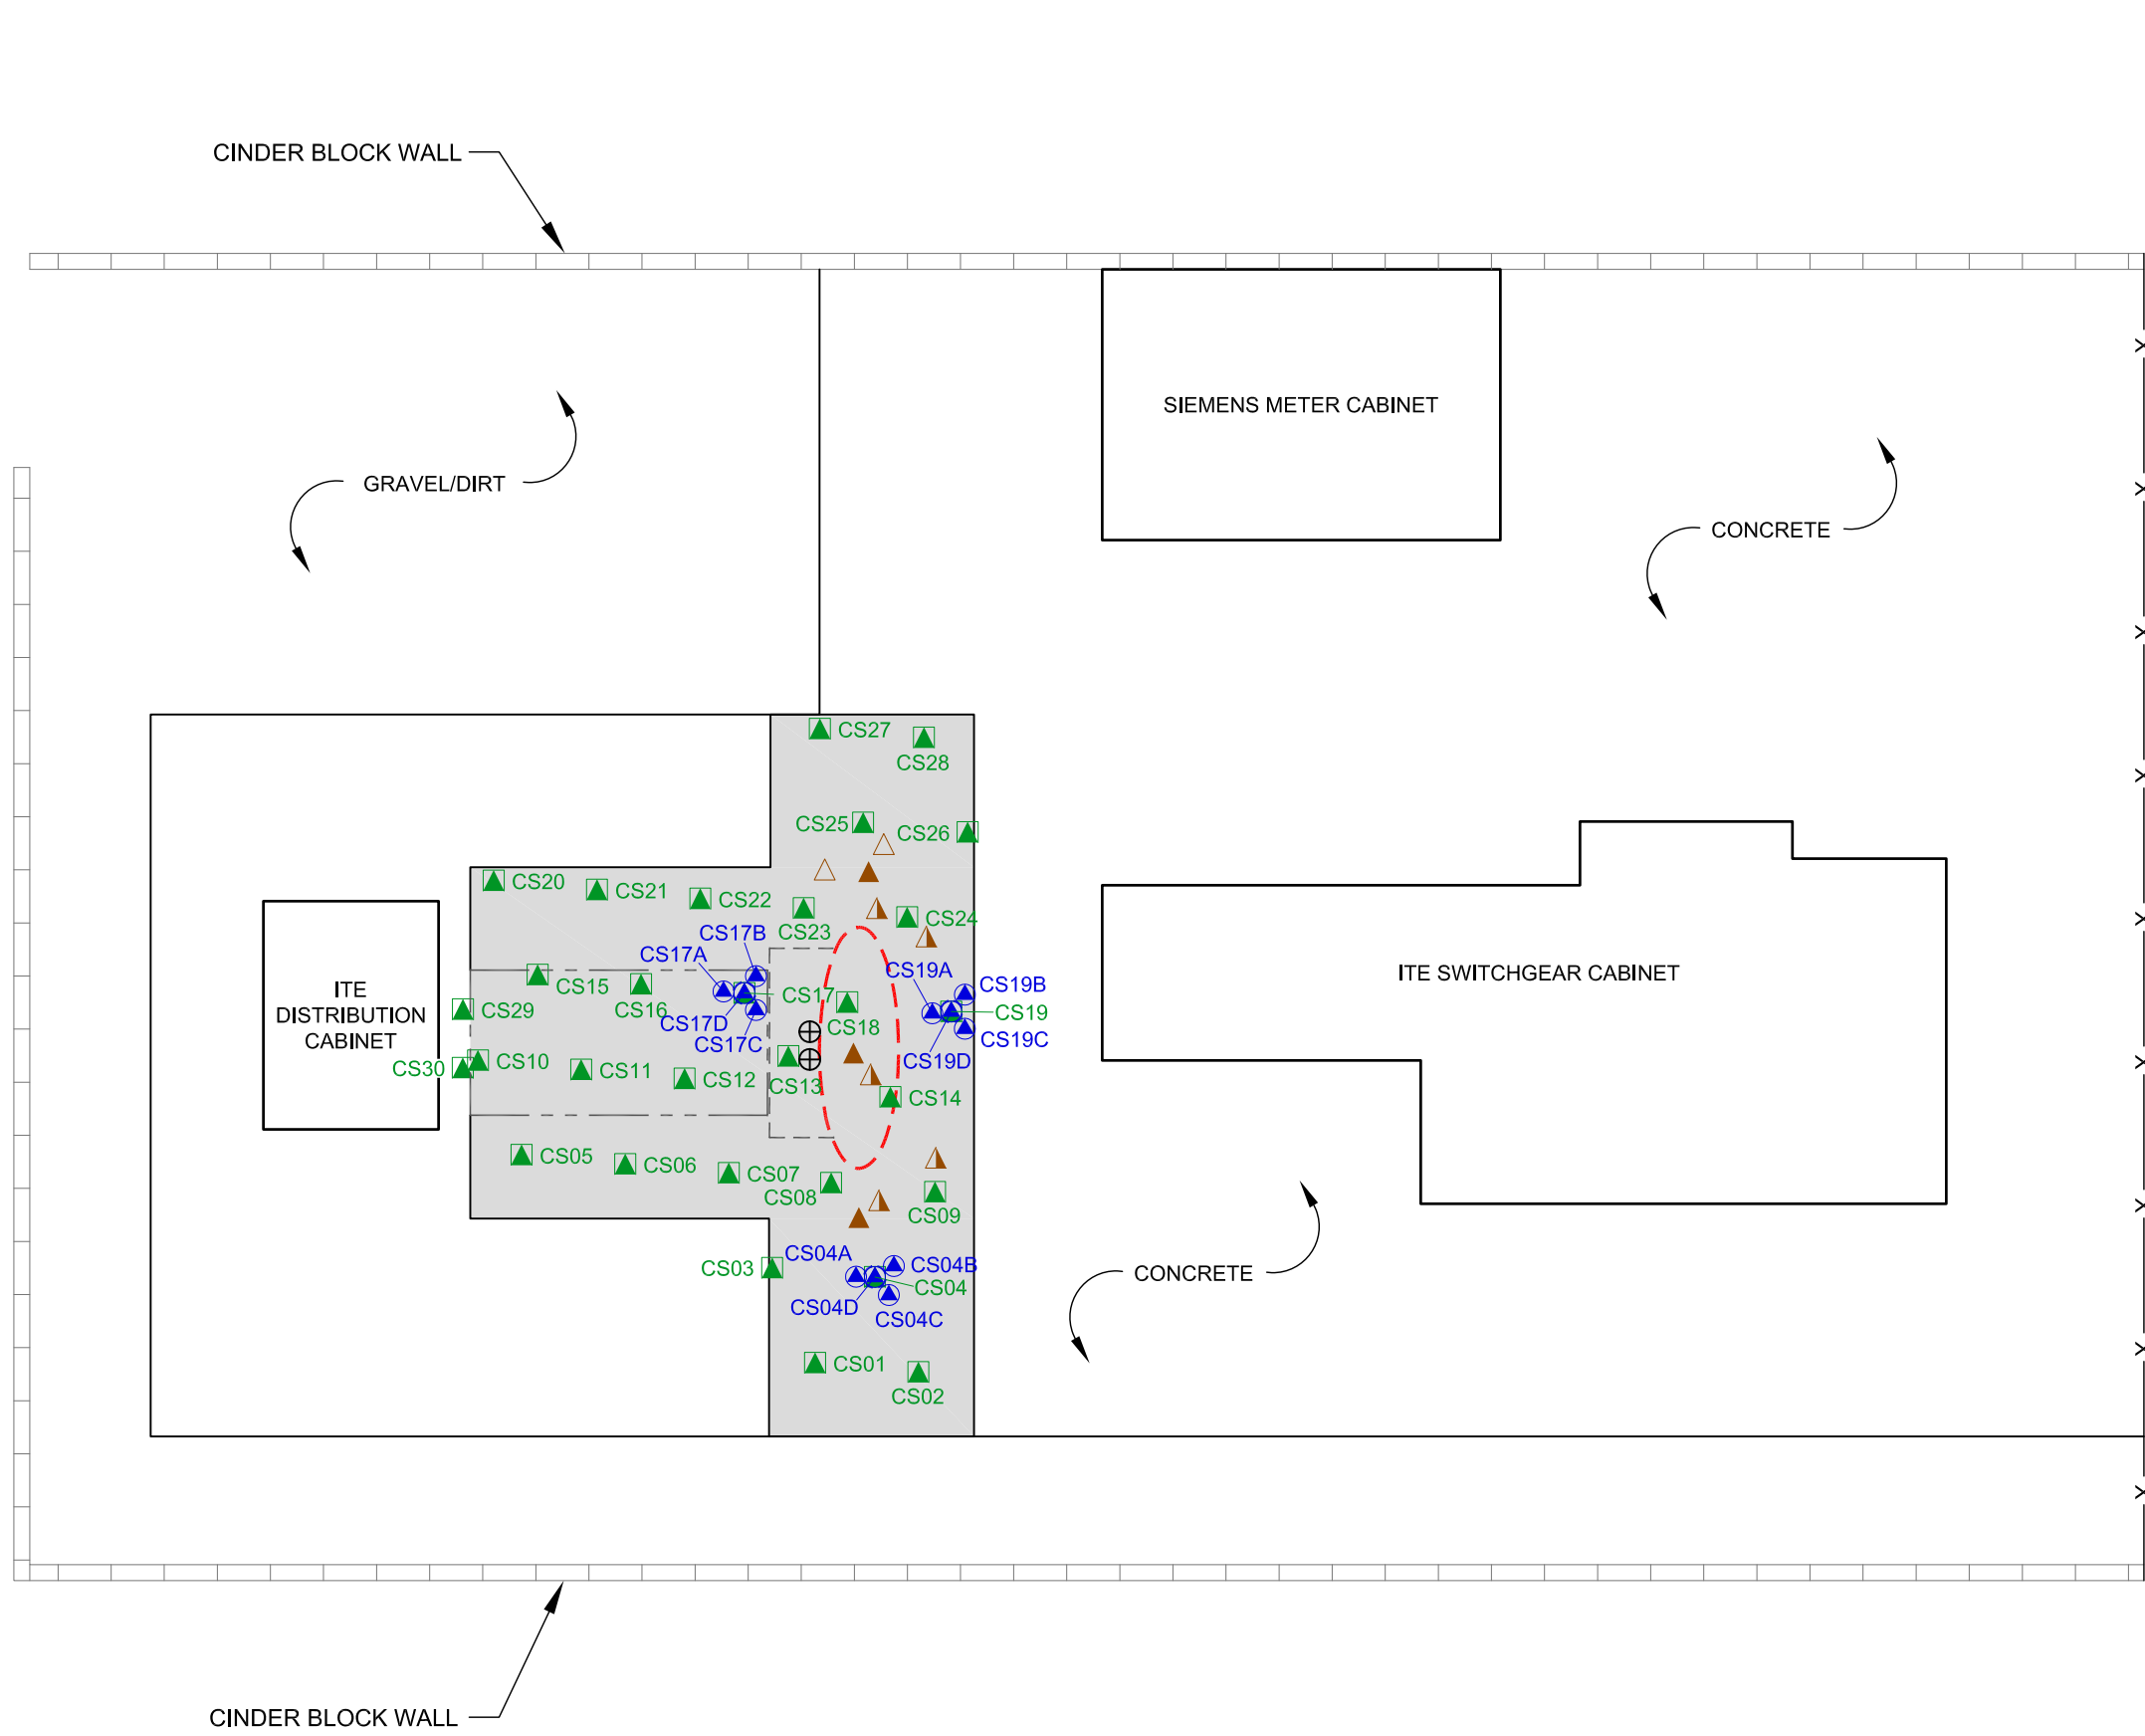 CINDER BLOCK WALL
SIEMENS METER CABINET
GRAVEL/DIRT
CONCRETE
CS27
CS28
CS25
CS26
CS20
CS21
CS22
CS23
CS24
CS17B
CS17A
CS19A
CS19B
ITE SWITCHGEAR CABINET
CS15
CS16
CS17
CS29
ITE
DISTRIBUTION
CABINET
CS17D
CS17C
CS18
CS19
CS19C
CS19D
CS30
CS10
CS11
CS12
CS13
CS14
CS05
CS06
CS07
CS08
CS09
CS03
CS04A
CS04B
CS04
CS04D
CS04C
CONCRETE
CS01
CS02
CINDER BLOCK WALL
X
X
X
X
X
X
X
X
X